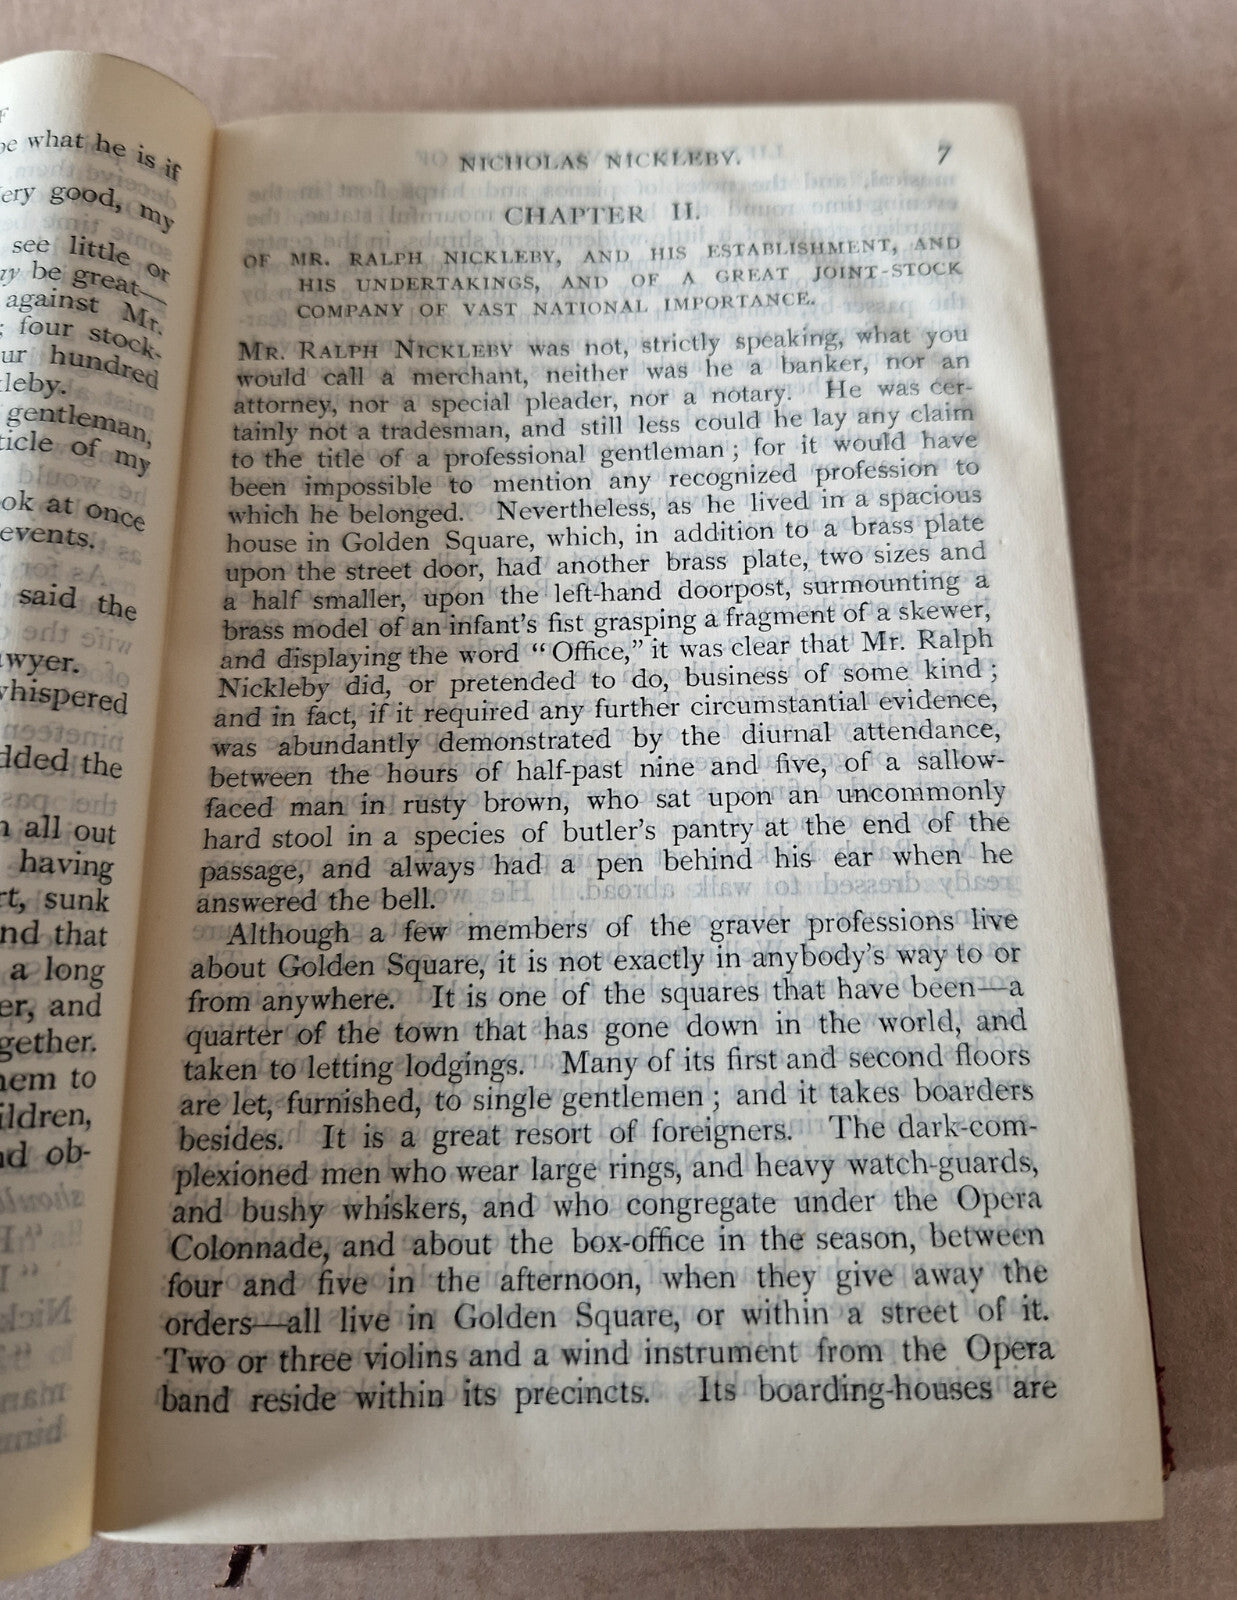 be what he is if
ery good, my
see little or
be great—
against Mr.
four stock-
ur hundred
kleby.
gentleman,
ticle of my
ok at once
events.
said the
wyer.
whispered
dded the
all out
having
rt, sunk
nd that
a long
er, and
gether.
hem to
ildren,
nd ob-
NICHOLAS NICKLEBY. 7
CHAPTER II.
OF MR. RALPH NICKLEBY, AND HIS ESTABLISHMENT, AND
HIS UNDERTAKINGS, AND OF A GREAT JOINT-STOCK
COMPANY OF VAST NATIONAL IMPORTANCE.
MR. RALPH NICKLEBY was not, strictly speaking, what you
would call a merchant, neither was he a banker, nor an
attorney, nor a special pleader, nor a notary. He was cer-
tainly not a tradesman, and still less could he lay any claim
to the title of a professional gentleman; for it would have
been impossible to mention any recognized profession to
which he belonged. Nevertheless, as he lived in a spacious
house in Golden Square, which, in addition to a brass plate
upon the street door, had another brass plate, two sizes and
a half smaller, upon the left-hand doorpost, surmounting a
brass model of an infant's fist grasping a fragment of a skewer,
and displaying the word "Office," it was clear that Mr. Ralph
Nickleby did, or pretended to do, business of some kind;
and in fact, if it required any further circumstantial evidence,
was abundantly demonstrated by the diurnal attendance,
between the hours of half-past nine and five, of a sallow-
faced man in rusty brown, who sat upon an uncommonly
hard stool in a species of butler's pantry at the end of the
passage, and always had a pen behind his ear when he
answered the bell.
Although a few members of the graver professions live
about Golden Square, it is not exactly in anybody's way to or
from anywhere. It is one of the squares that have been—a
quarter of the town that has gone down in the world, and
taken to letting lodgings. Many of its first and second floors
are let, furnished, to single gentlemen; and it takes boarders
besides. It is a great resort of foreigners. The dark-com-
plexioned men who wear large rings, and heavy watch-guards,
and bushy whiskers, and who congregate under the Opera
Colonnade, and about the box-office in the season, between
four and five in the afternoon, when they give away the
orders—all live in Golden Square, or within a street of it.
Two or three violins and a wind instrument from the Opera
band reside within its precincts. Its boarding-houses are